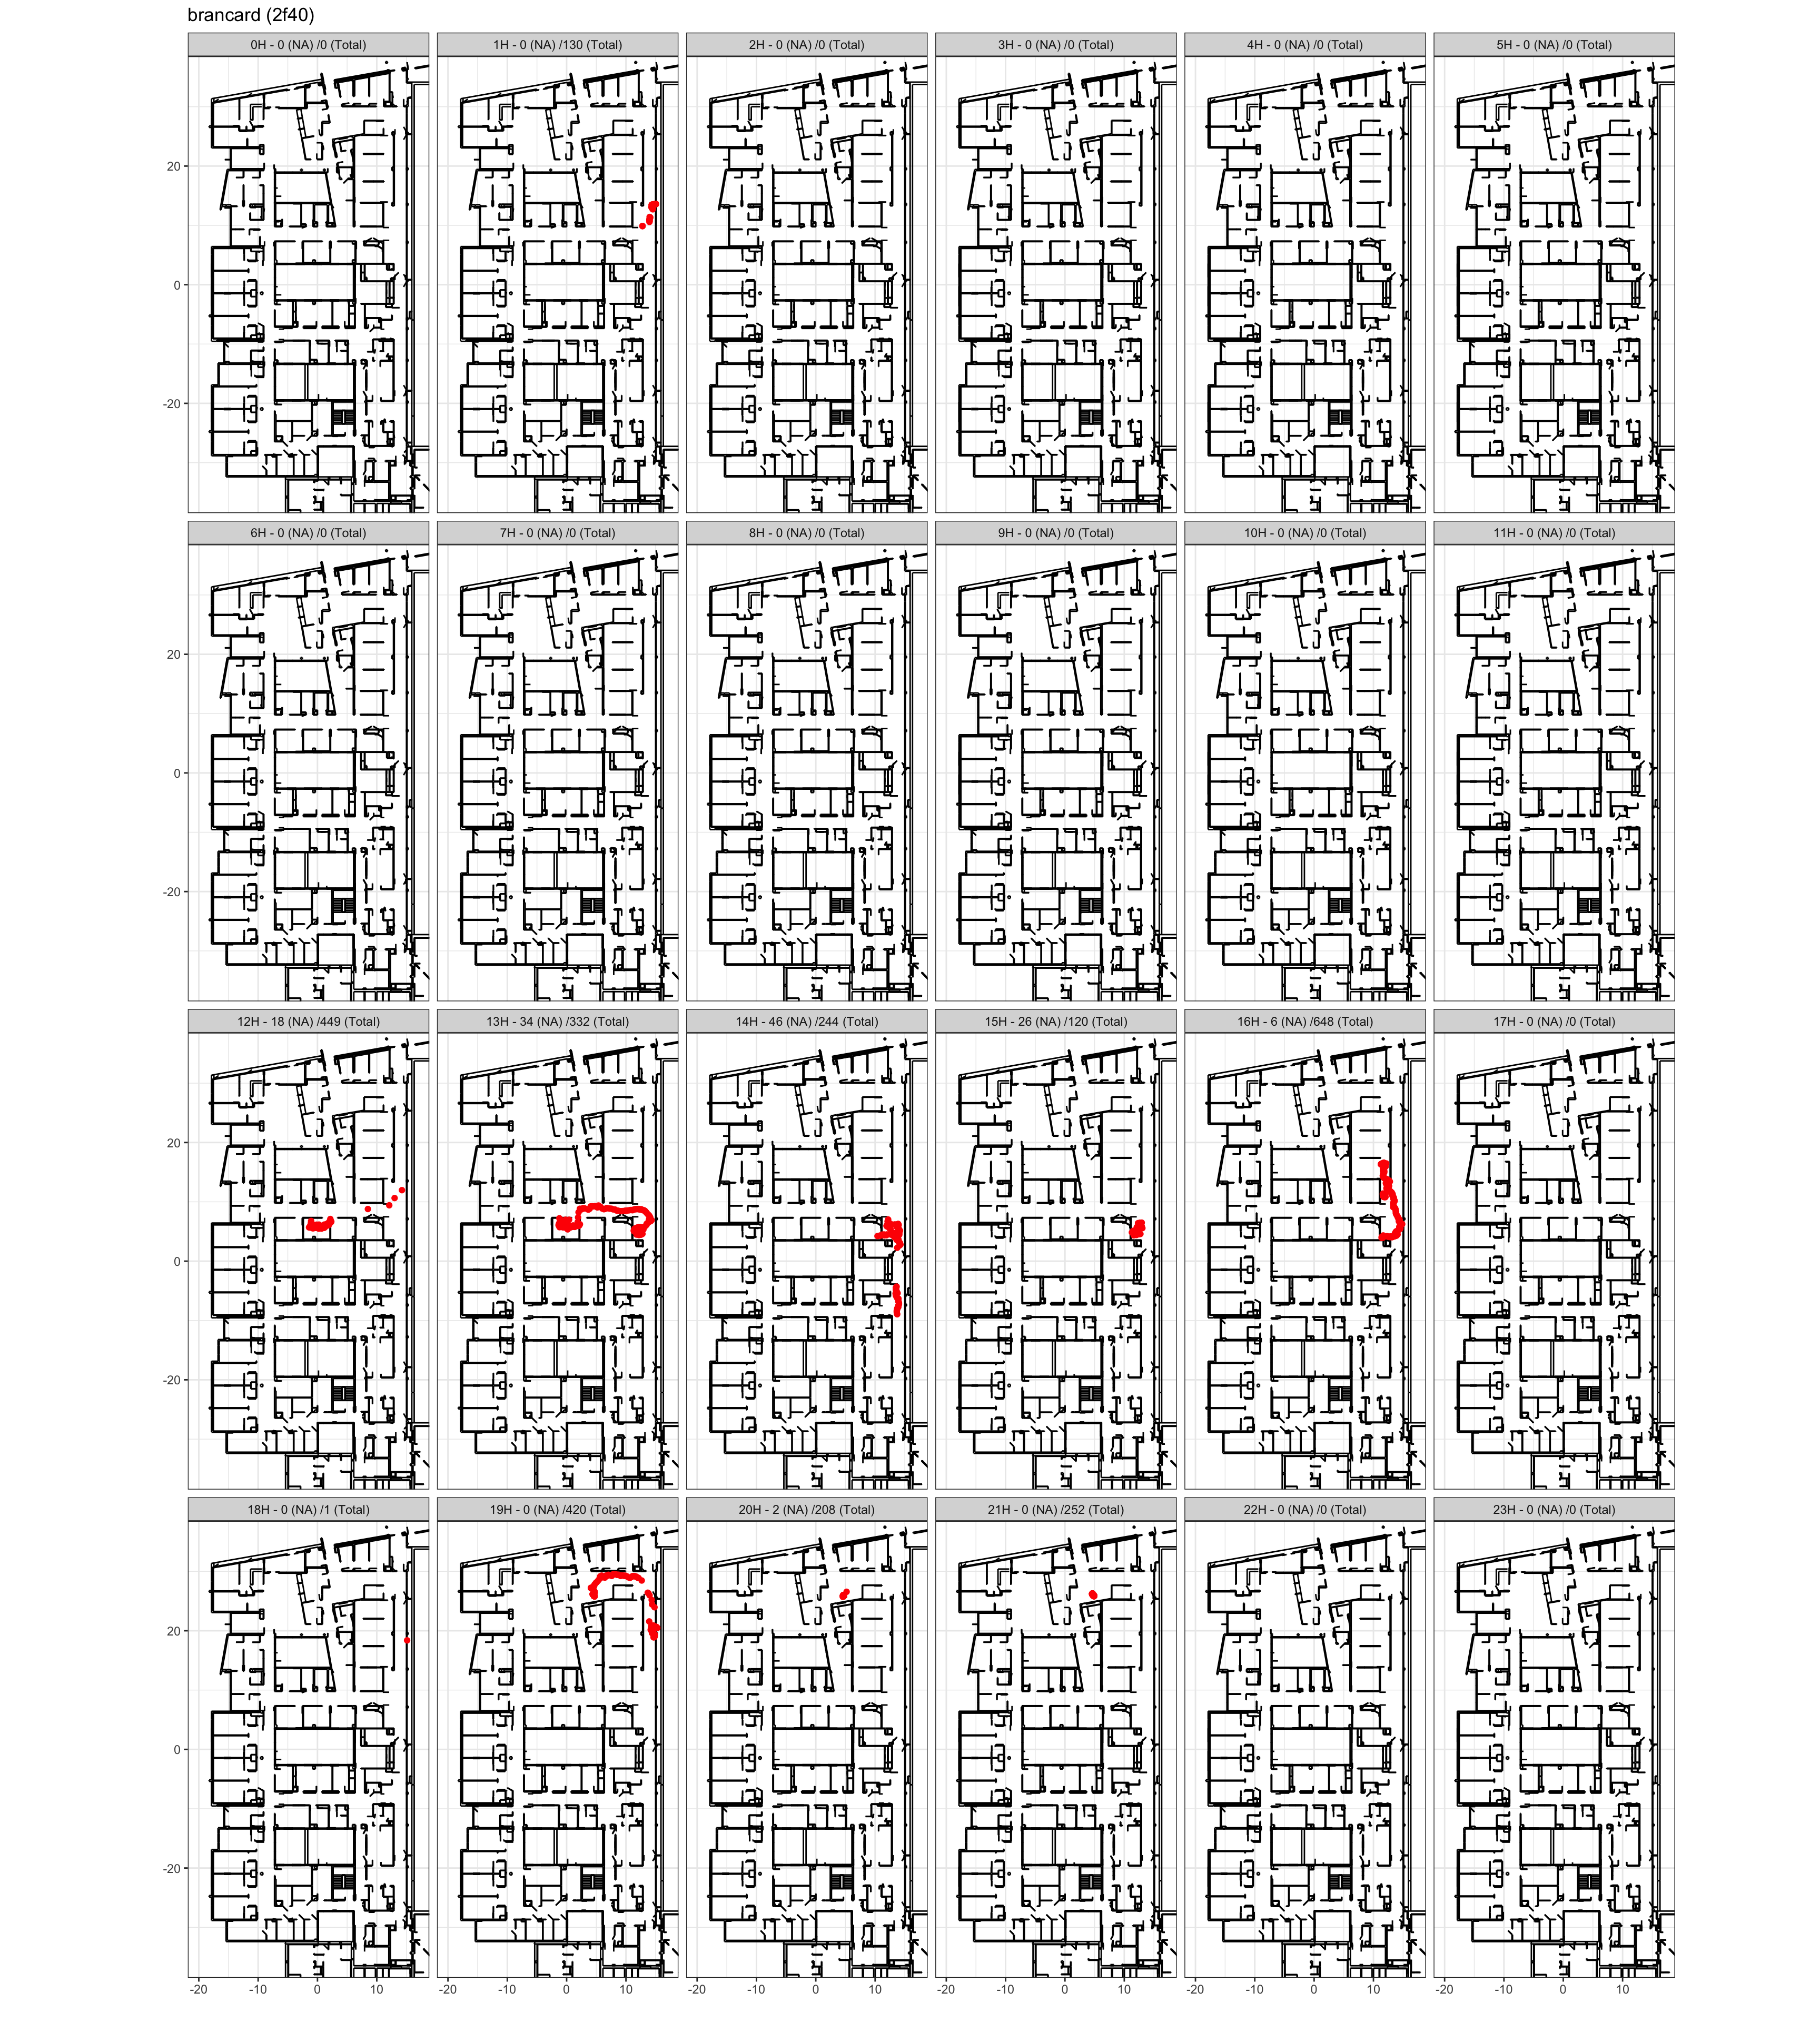 brancard (2f40)
0H - 0 (NA) /0 (Total) 1H - 0 (NA) /130 (Total) 2H - 0 (NA) /0 (Total) 3H - 0 (NA) /0 (Total) 4H - 0 (NA) /0 (Total) 5H - 0 (NA) /0 (Total)
20
0
-20
6H - 0 (NA) /0 (Total) 7H - 0 (NA) /0 (Total) 8H - 0 (NA) /0 (Total) 9H - 0 (NA) /0 (Total) 10H - 0 (NA) /0 (Total) 11H - 0 (NA) /0 (Total)
20
0
-20
12H - 18 (NA) /449 (Total) 13H - 34 (NA) /332 (Total) 14H - 46 (NA) /244 (Total) 15H - 26 (NA) /120 (Total) 16H - 6 (NA) /648 (Total) 17H - 0 (NA) /0 (Total)
20
0
-20
18H - 0 (NA) /1 (Total) 19H - 0 (NA) /420 (Total) 20H - 2 (NA) /208 (Total) 21H - 0 (NA) /252 (Total) 22H - 0 (NA) /0 (Total) 23H - 0 (NA) /0 (Total)
20
0
-20
-20 -10 0 10 -20 -10 0 10 -20 -10 0 10 -20 -10 0 10 -20 -10 0 10 -20 -10 0 10